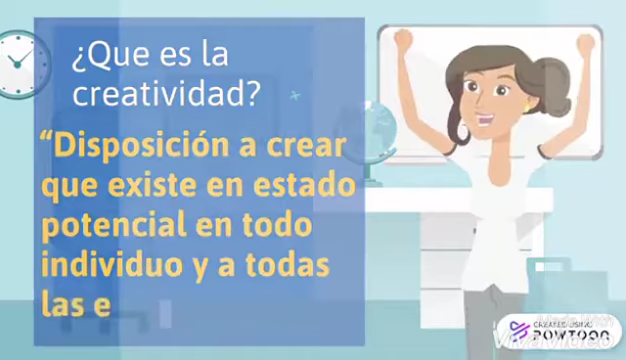 ¿Que es la
creatividad?
“Disposición a crear
que existe en estado
potencial en todo
individuo y a todas
las e
CREATED USING
POWTOON
VivaVideo